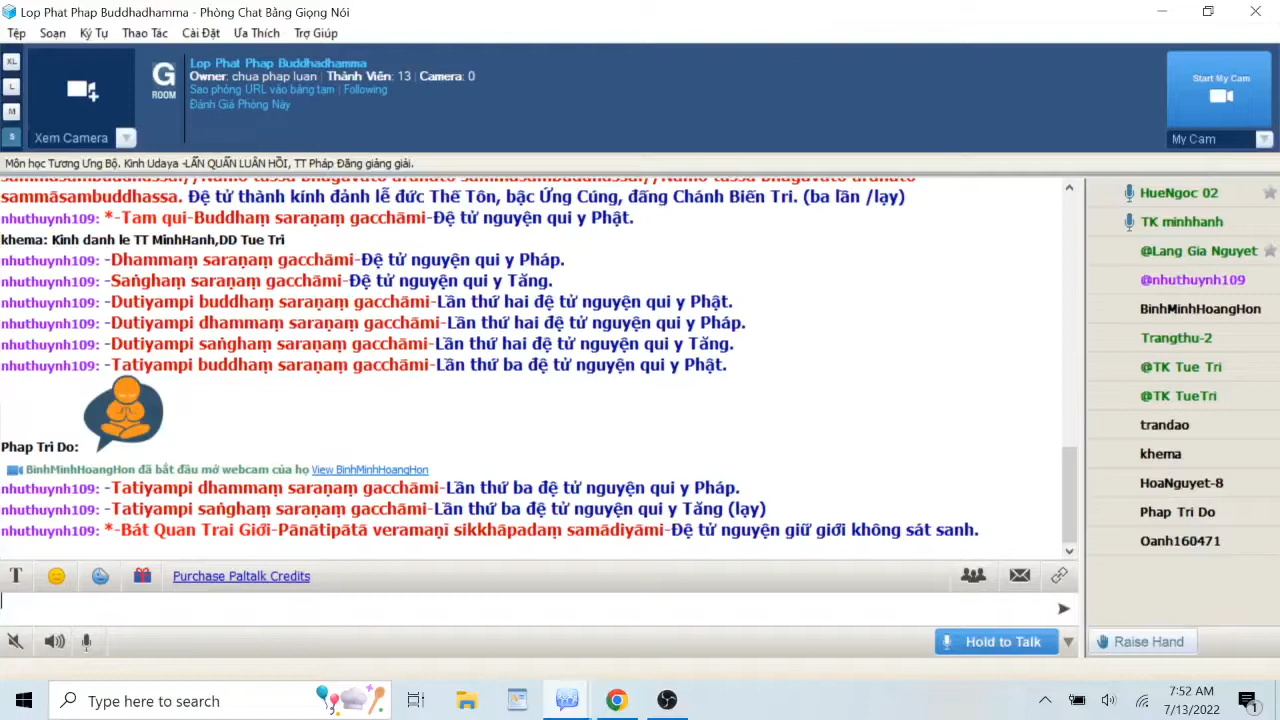 Lop Phat Phap Buddhadhamma - Phòng Chat Bằng Giọng Nói
Tệp Soạn Ký Tự Thao Tác Cài Đặt Ưa Thích Trợ Giúp
XL
L
M
S
Xem Camera
G
ROOM
Lop Phat Phap Buddhadhamma
Owner: chua phap luan | Thành Viên: 13 | Camera: 0
Sao phòng URL vào bảng tạm | Following
Đánh Giá Phòng Này
Start My Cam
My Cam
Môn học Tương Ưng Bộ. Kinh Udaya -LẨN QUẨN LUÂN HỒI, TT Pháp Đăng giảng giải.
sammāsambuddhassa. Đệ tử thành kính đảnh lễ đức Thế Tôn, bậc Ứng Cúng, đấng Chánh Biến Tri. (ba lần /lạy)
nhuthuynh109: *-Tam qui-Buddhaṃ saraṇaṃ gacchāmi-Đệ tử nguyện qui y Phật.
khema: Kinh danh le TT MinhHanh,DD Tue Tri
nhuthuynh109: -Dhammaṃ saraṇaṃ gacchāmi-Đệ tử nguyện qui y Pháp.
nhuthuynh109: -Saṅghaṃ saraṇaṃ gacchāmi-Đệ tử nguyện qui y Tăng.
nhuthuynh109: -Dutiyampi buddhaṃ saraṇaṃ gacchāmi-Lần thứ hai đệ tử nguyện qui y Phật.
nhuthuynh109: -Dutiyampi dhammaṃ saraṇaṃ gacchāmi-Lần thứ hai đệ tử nguyện qui y Pháp.
nhuthuynh109: -Dutiyampi saṅghaṃ saraṇaṃ gacchāmi-Lần thứ hai đệ tử nguyện qui y Tăng.
nhuthuynh109: -Tatiyampi buddhaṃ saraṇaṃ gacchāmi-Lần thứ ba đệ tử nguyện qui y Phật.
Phap Tri Do:
BinhMinhHoangHon đã bắt đầu mở webcam của họ View BinhMinhHoangHon
nhuthuynh109: -Tatiyampi dhammaṃ saraṇaṃ gacchāmi-Lần thứ ba đệ tử nguyện qui y Pháp.
nhuthuynh109: -Tatiyampi saṅghaṃ saraṇaṃ gacchāmi-Lần thứ ba đệ tử nguyện qui y Tăng (lạy)
nhuthuynh109: *-Bát Quan Trai Giới-Pāṇātipātā veramaṇī sikkhāpadaṃ samādiyāmi-Đệ tử nguyện giữ giới không sát sanh.
HueNgoc 02
TK minhhanh
@Lang Gia Nguyet
@nhuthuynh109
BinhMinhHoangHon
Trangthu-2
@TK Tue Tri
@TK TueTri
trandao
khema
HoaNguyet-8
Phap Tri Do
Oanh160471
T
Purchase Paltalk Credits
Hold to Talk
Raise Hand
Type here to search
7:52 AM
7/13/2022
1